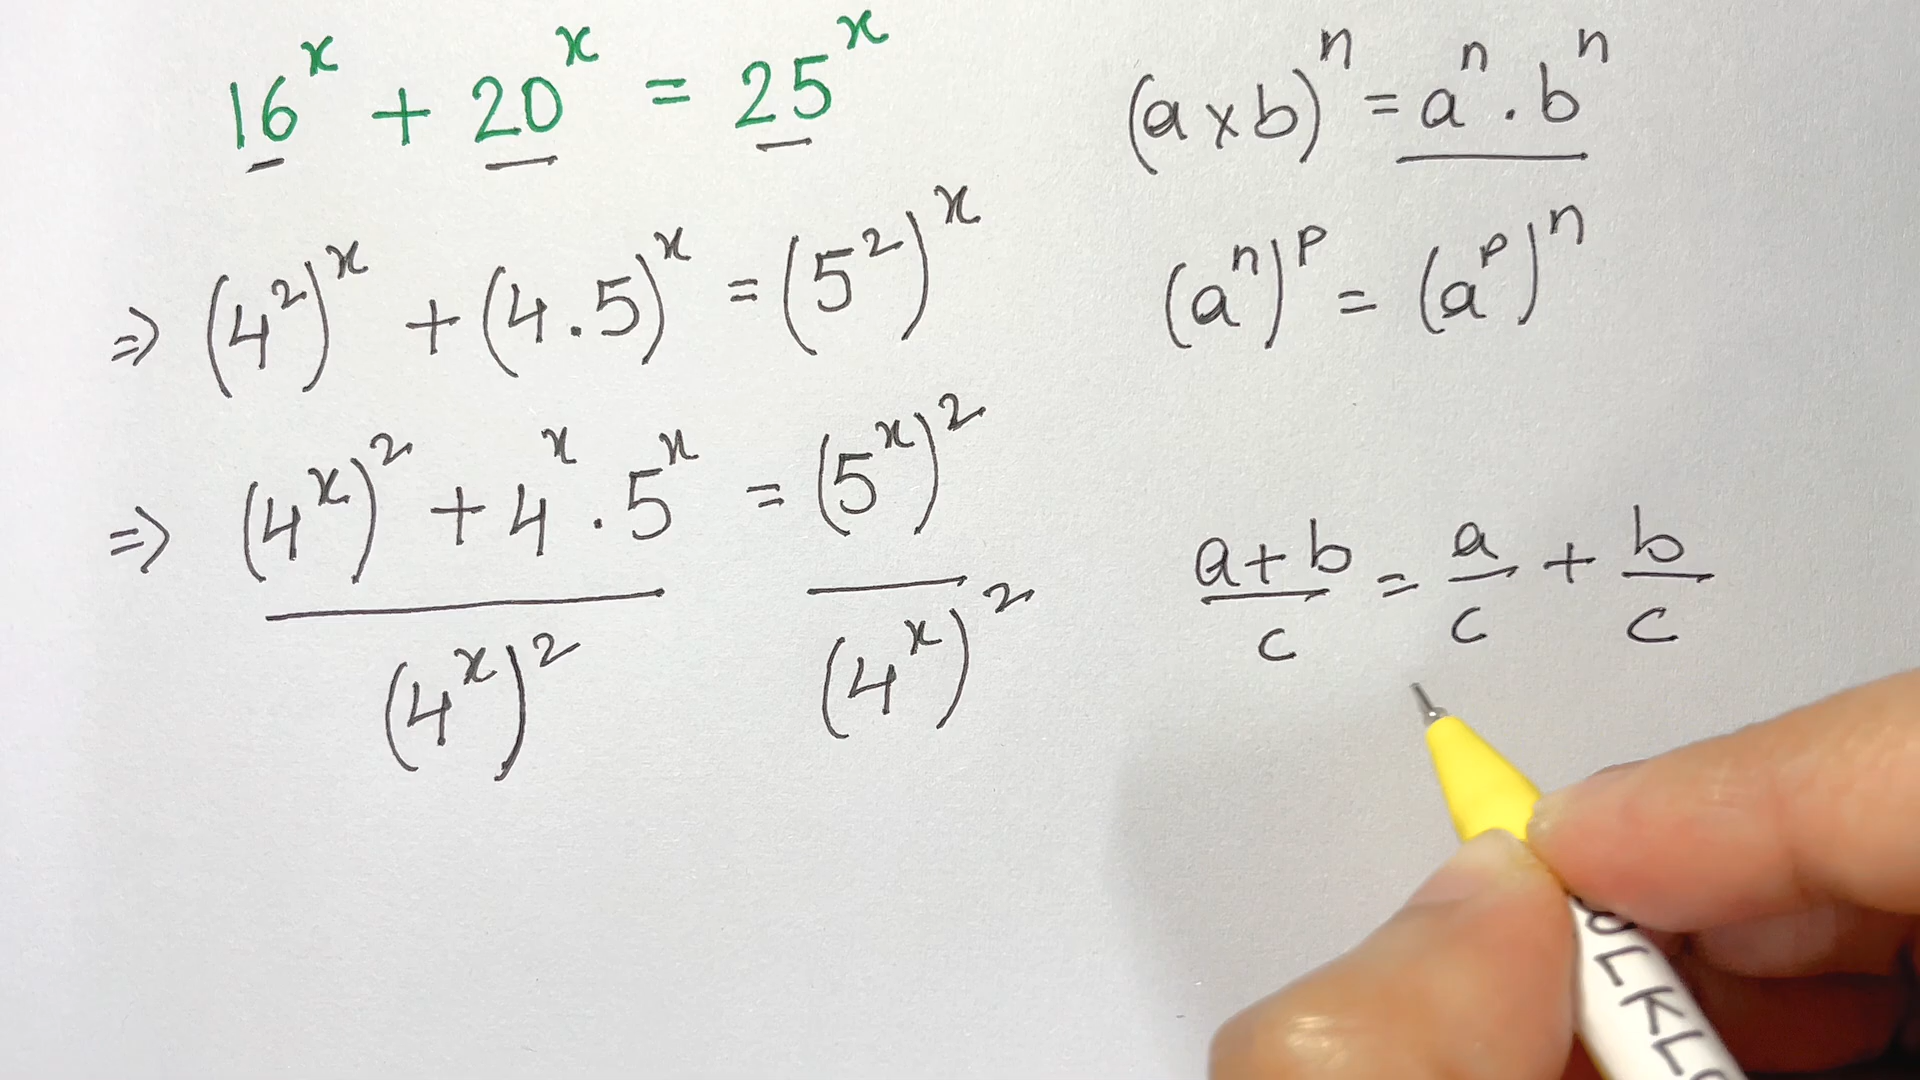 16^x + 20^x = 25^x
⇒ (4^2)^x + (4.5)^x = (5^2)^x
⇒ (4^x)^2 + 4^x . 5^x / (4^x)^2 = (5^x)^2 / (4^x)^2
(a×b)^n = a^n . b^n
(a^n)^p = (a^p)^n
a+b / c = a/c + b/c